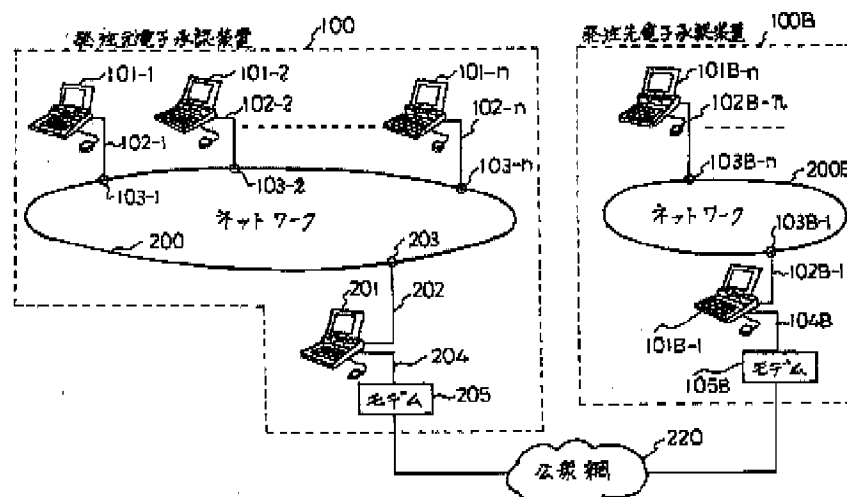 発注元電子承認装置 100
101-1
101-2
101-n
102-2
102-n
102-1
103-1
103-2
103-n
ネットワーク
200
203
201
202
204
モデム
205
発注先電子承認装置 100B
101B-n
102B-n
103B-n
200B
ネットワーク
103B-1
102B-1
101B-1
104B
105B
モデム
220
公衆網